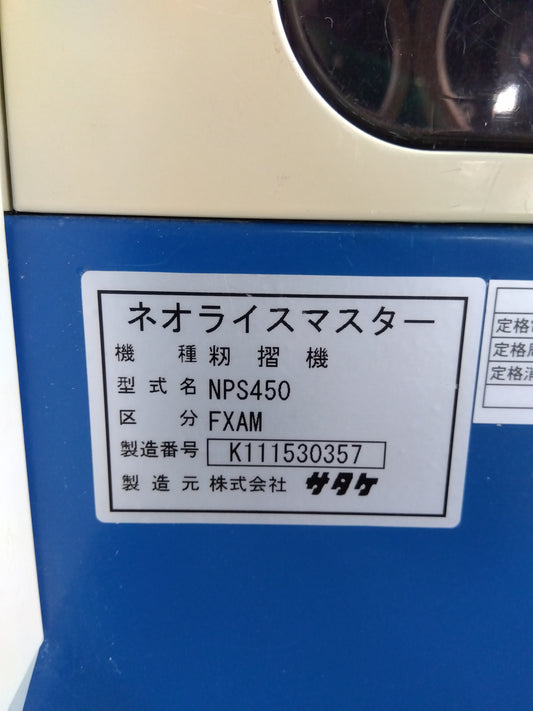 ネオライスマスター
機種 籾摺機
型式名 NPS450
区分 FXAM
製造番号 K111530357
製造元 株式会社 サタケ
定格
定格周
定格消